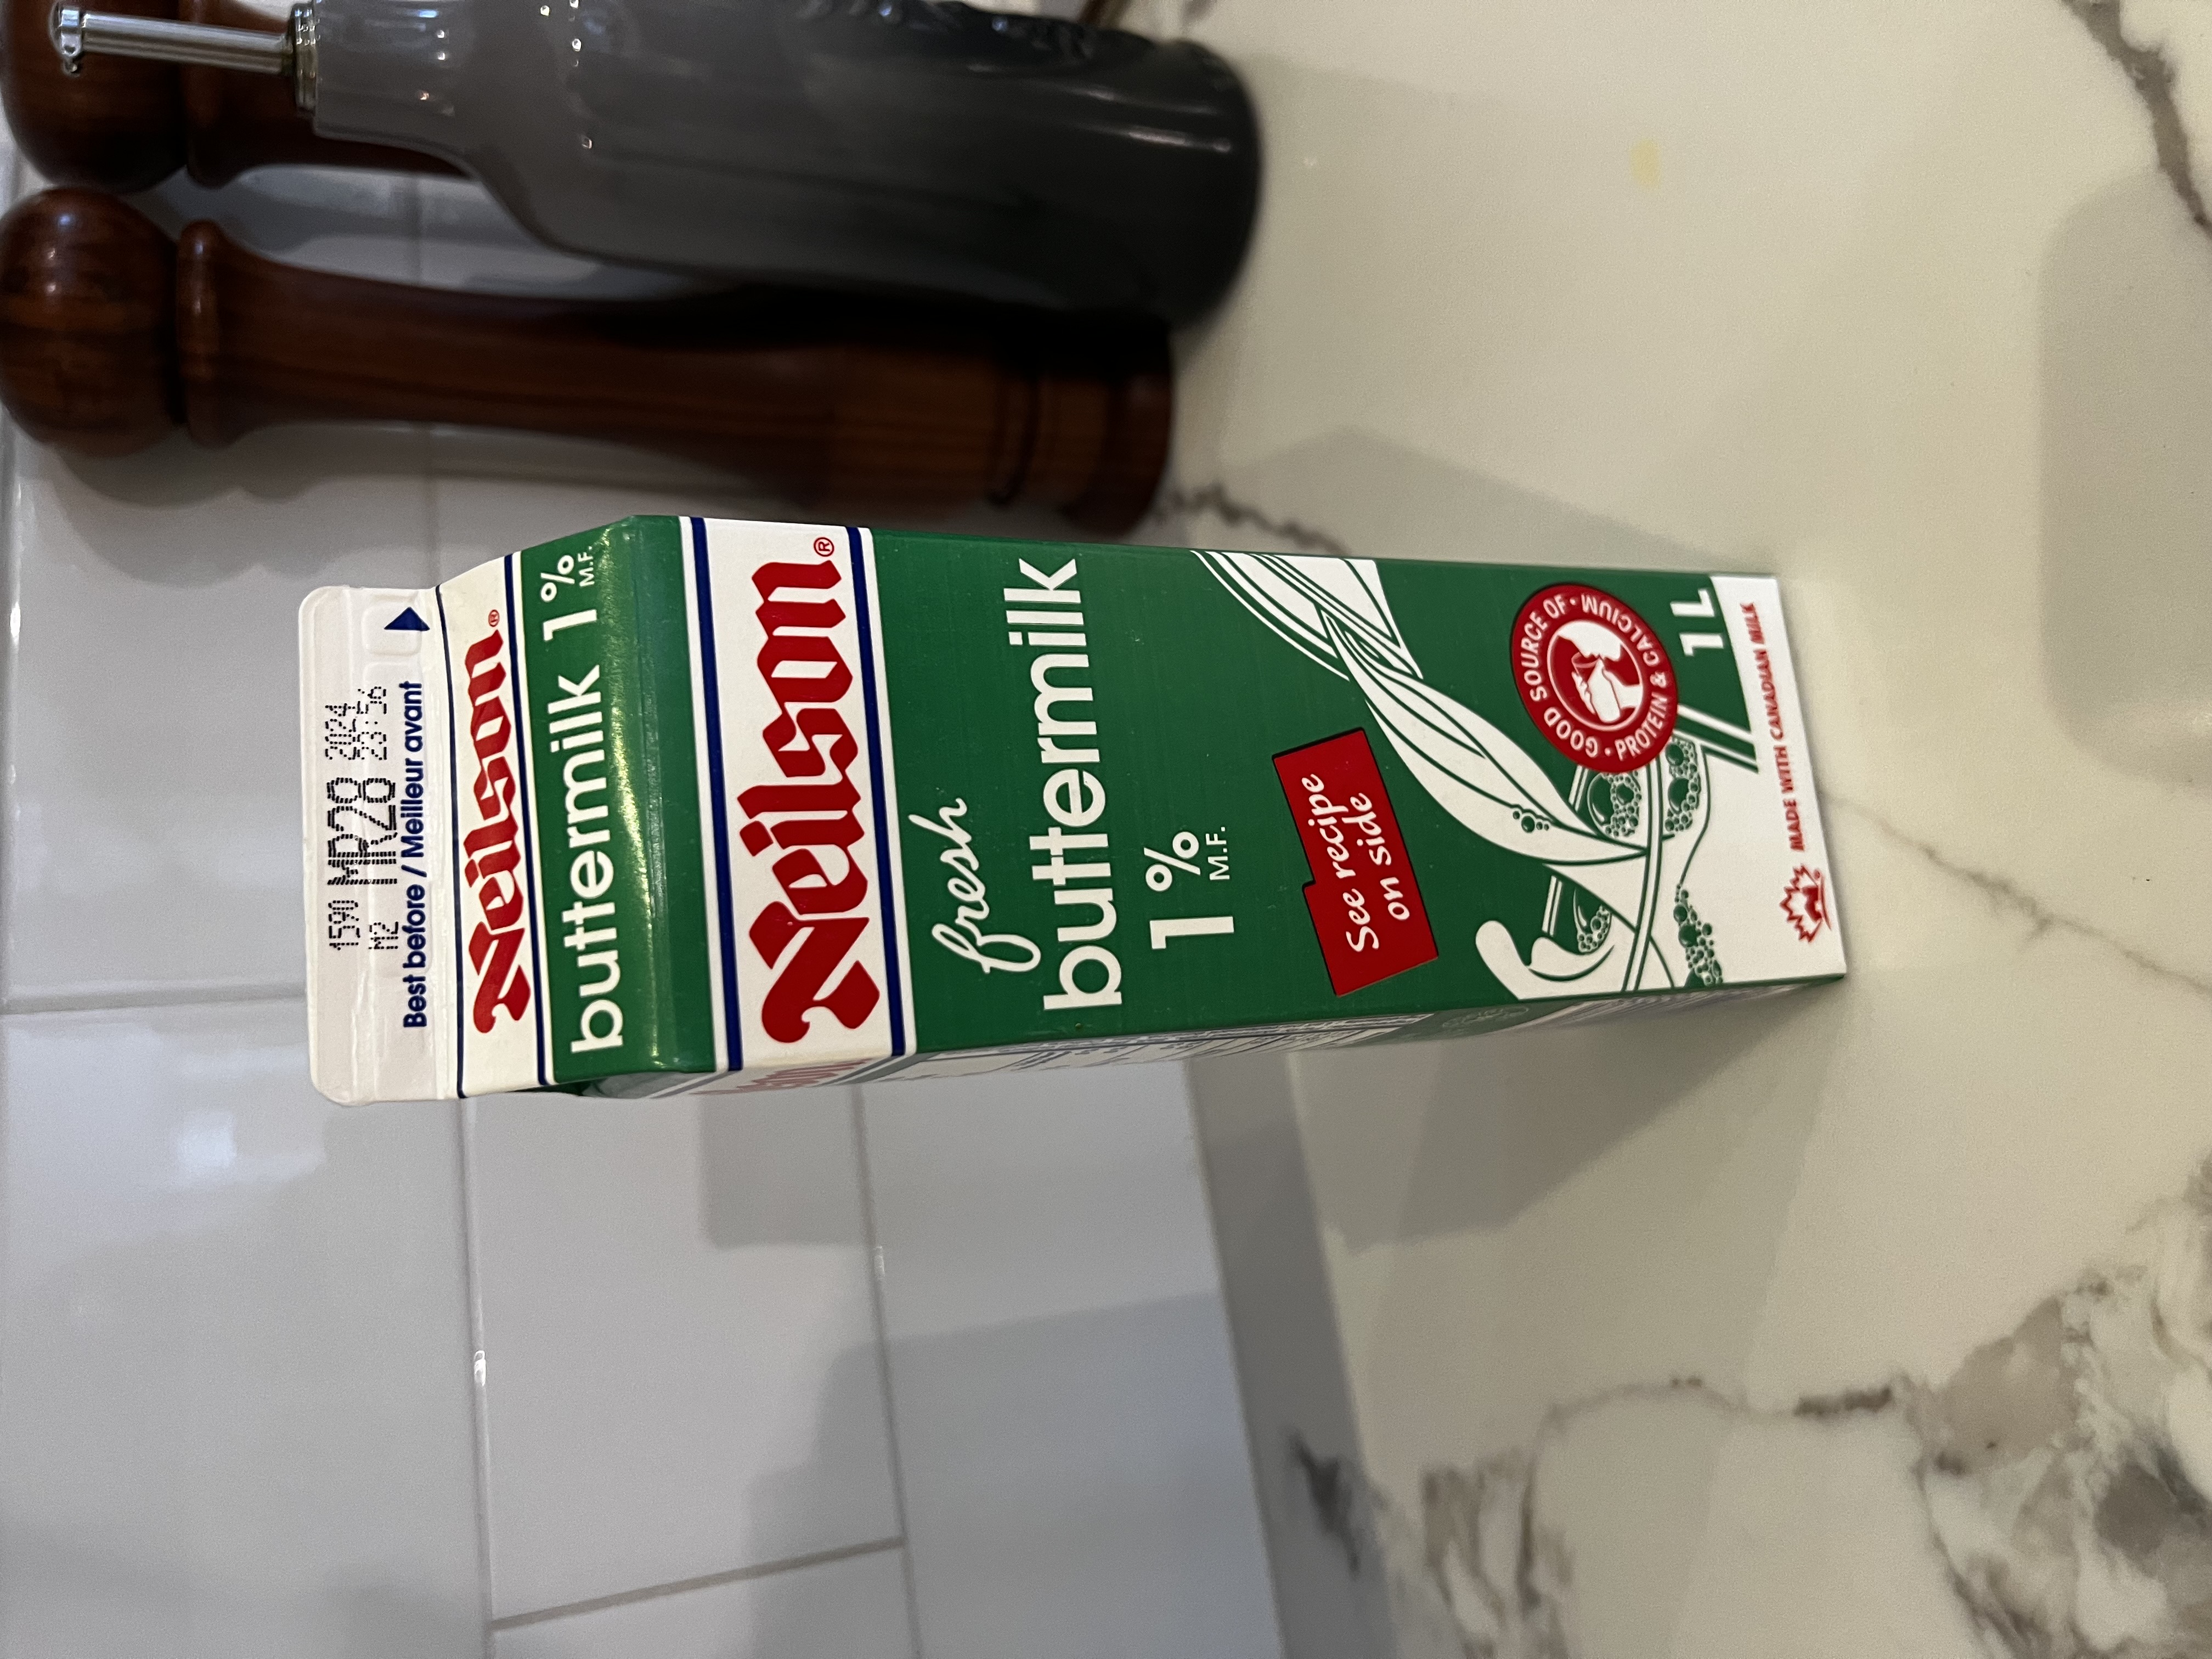 1590 MR28 2024
M2 23:56
Best before / Meilleur avant
Neilson®
buttermilk 1%
M.F.
Neilson®
fresh
buttermilk
1%
M.F.
See recipe
on side
GOOD SOURCE OF
PROTEIN & CALCIUM
1 L
MADE WITH CANADIAN MILK